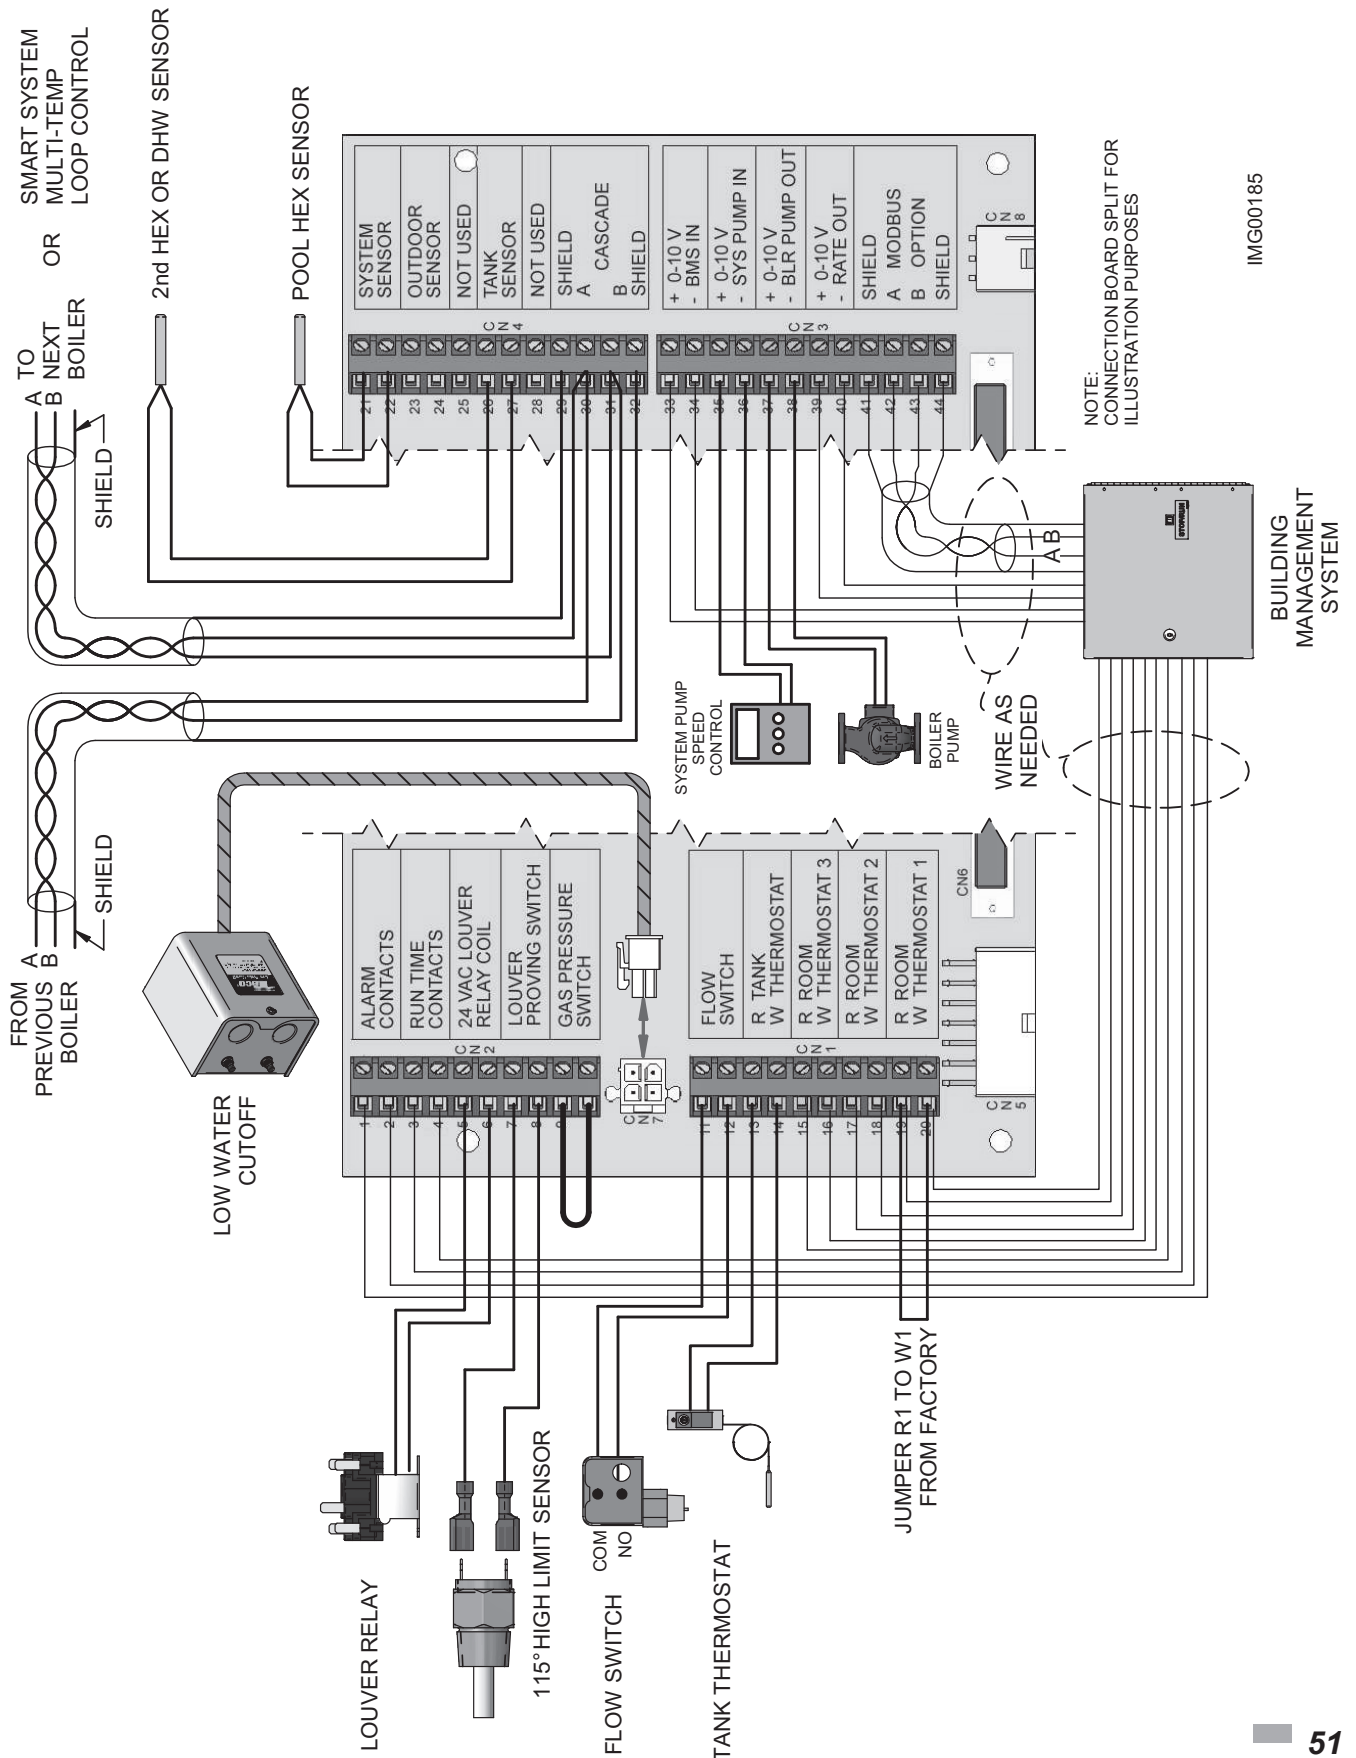 SMART SYSTEM
MULTI-TEMP
LOOP CONTROL
OR
TO
NEXT
BOILER
A
B
SHIELD
2nd HEX OR DHW SENSOR
POOL HEX SENSOR
FROM
PREVIOUS
BOILER
A
B
SHIELD
LOW WATER
CUTOFF
SYSTEM
SENSOR
OUTDOOR
SENSOR
NOT USED
TANK
SENSOR
NOT USED
SHIELD
A
CASCADE
B
SHIELD
CN4
21
22
23
24
25
26
27
28
29
30
31
32
+ 0-10 V
- BMS IN
+ 0-10 V
- SYS PUMP IN
+ 0-10 V
- BLR PUMP OUT
+ 0-10 V
- RATE OUT
SHIELD
A MODBUS
B OPTION
SHIELD
CN3
33
34
35
36
37
38
39
40
41
42
43
44
CN8
ALARM
CONTACTS
RUN TIME
CONTACTS
24 VAC LOUVER
RELAY COIL
LOUVER
PROVING SWITCH
GAS PRESSURE
SWITCH
CN2
1
2
3
4
5
6
7
8
9
CN7
FLOW
SWITCH
R TANK
W THERMOSTAT
R ROOM
W THERMOSTAT 3
R ROOM
W THERMOSTAT 2
R ROOM
W THERMOSTAT 1
CN1
11
12
13
14
15
16
17
18
19
20
CN6
CN5
SYSTEM PUMP
SPEED
CONTROL
BOILER
PUMP
WIRE AS
NEEDED
A
B
BUILDING
MANAGEMENT
SYSTEM
NOTE:
CONNECTION BOARD SPLIT FOR
ILLUSTRATION PURPOSES
IMG00185
LOUVER RELAY
115° HIGH LIMIT SENSOR
COM
NO
FLOW SWITCH
TANK THERMOSTAT
JUMPER R1 TO W1
FROM FACTORY
51